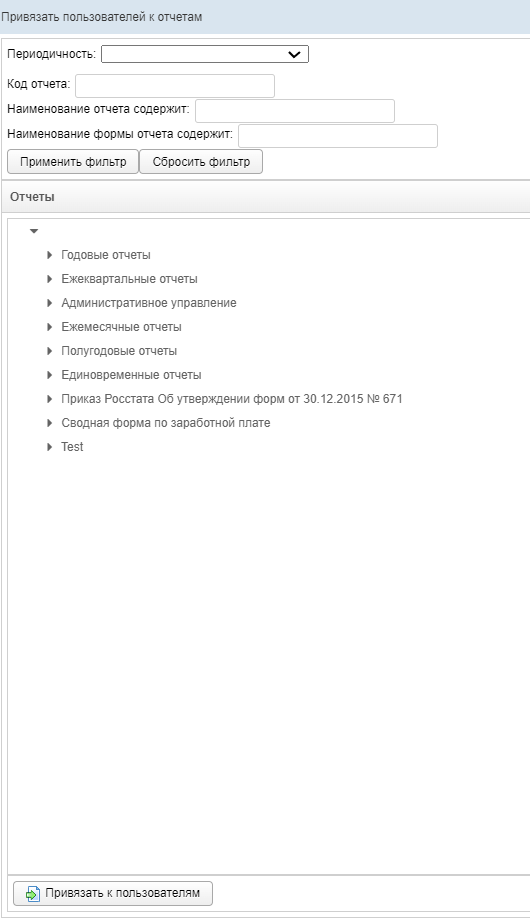 Привязать пользователей к отчетам
Периодичность:
Код отчета:
Наименование отчета содержит:
Наименование формы отчета содержит:
Применить фильтр Сбросить фильтр
Отчеты
Годовые отчеты
Ежеквартальные отчеты
Административное управление
Ежемесячные отчеты
Полугодовые отчеты
Единовременные отчеты
Приказ Росстата Об утверждении форм от 30.12.2015 № 671
Сводная форма по заработной плате
Test
Привязать к пользователям